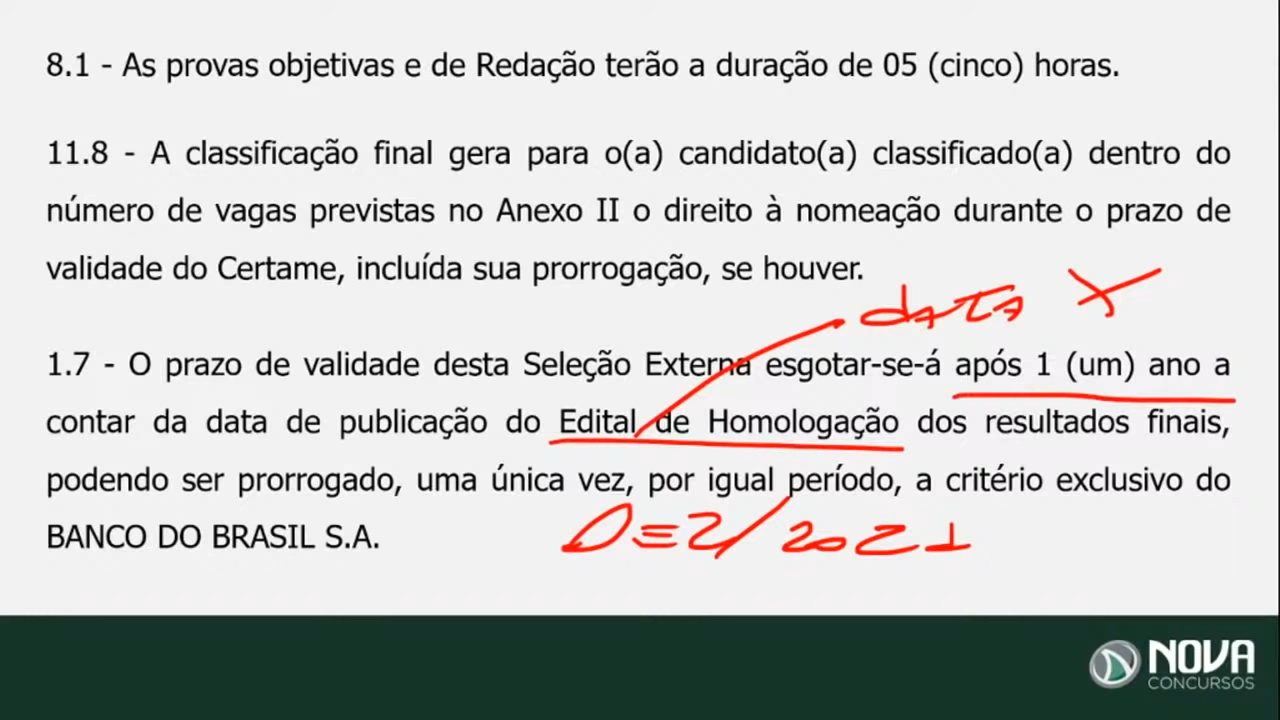 8.1 - As provas objetivas e de Redação terão a duração de 05 (cinco) horas.
11.8 - A classificação final gera para o(a) candidato(a) classificado(a) dentro do
número de vagas previstas no Anexo II o direito à nomeação durante o prazo de
validade do Certame, incluída sua prorrogação, se houver.
DATA X
1.7 - O prazo de validade desta Seleção Externa esgotar-se-á após 1 (um) ano a
contar da data de publicação do Edital de Homologação dos resultados finais,
podendo ser prorrogado, uma única vez, por igual período, a critério exclusivo do
BANCO DO BRASIL S.A.
DEZ/2021
NOVA
CONCURSOS